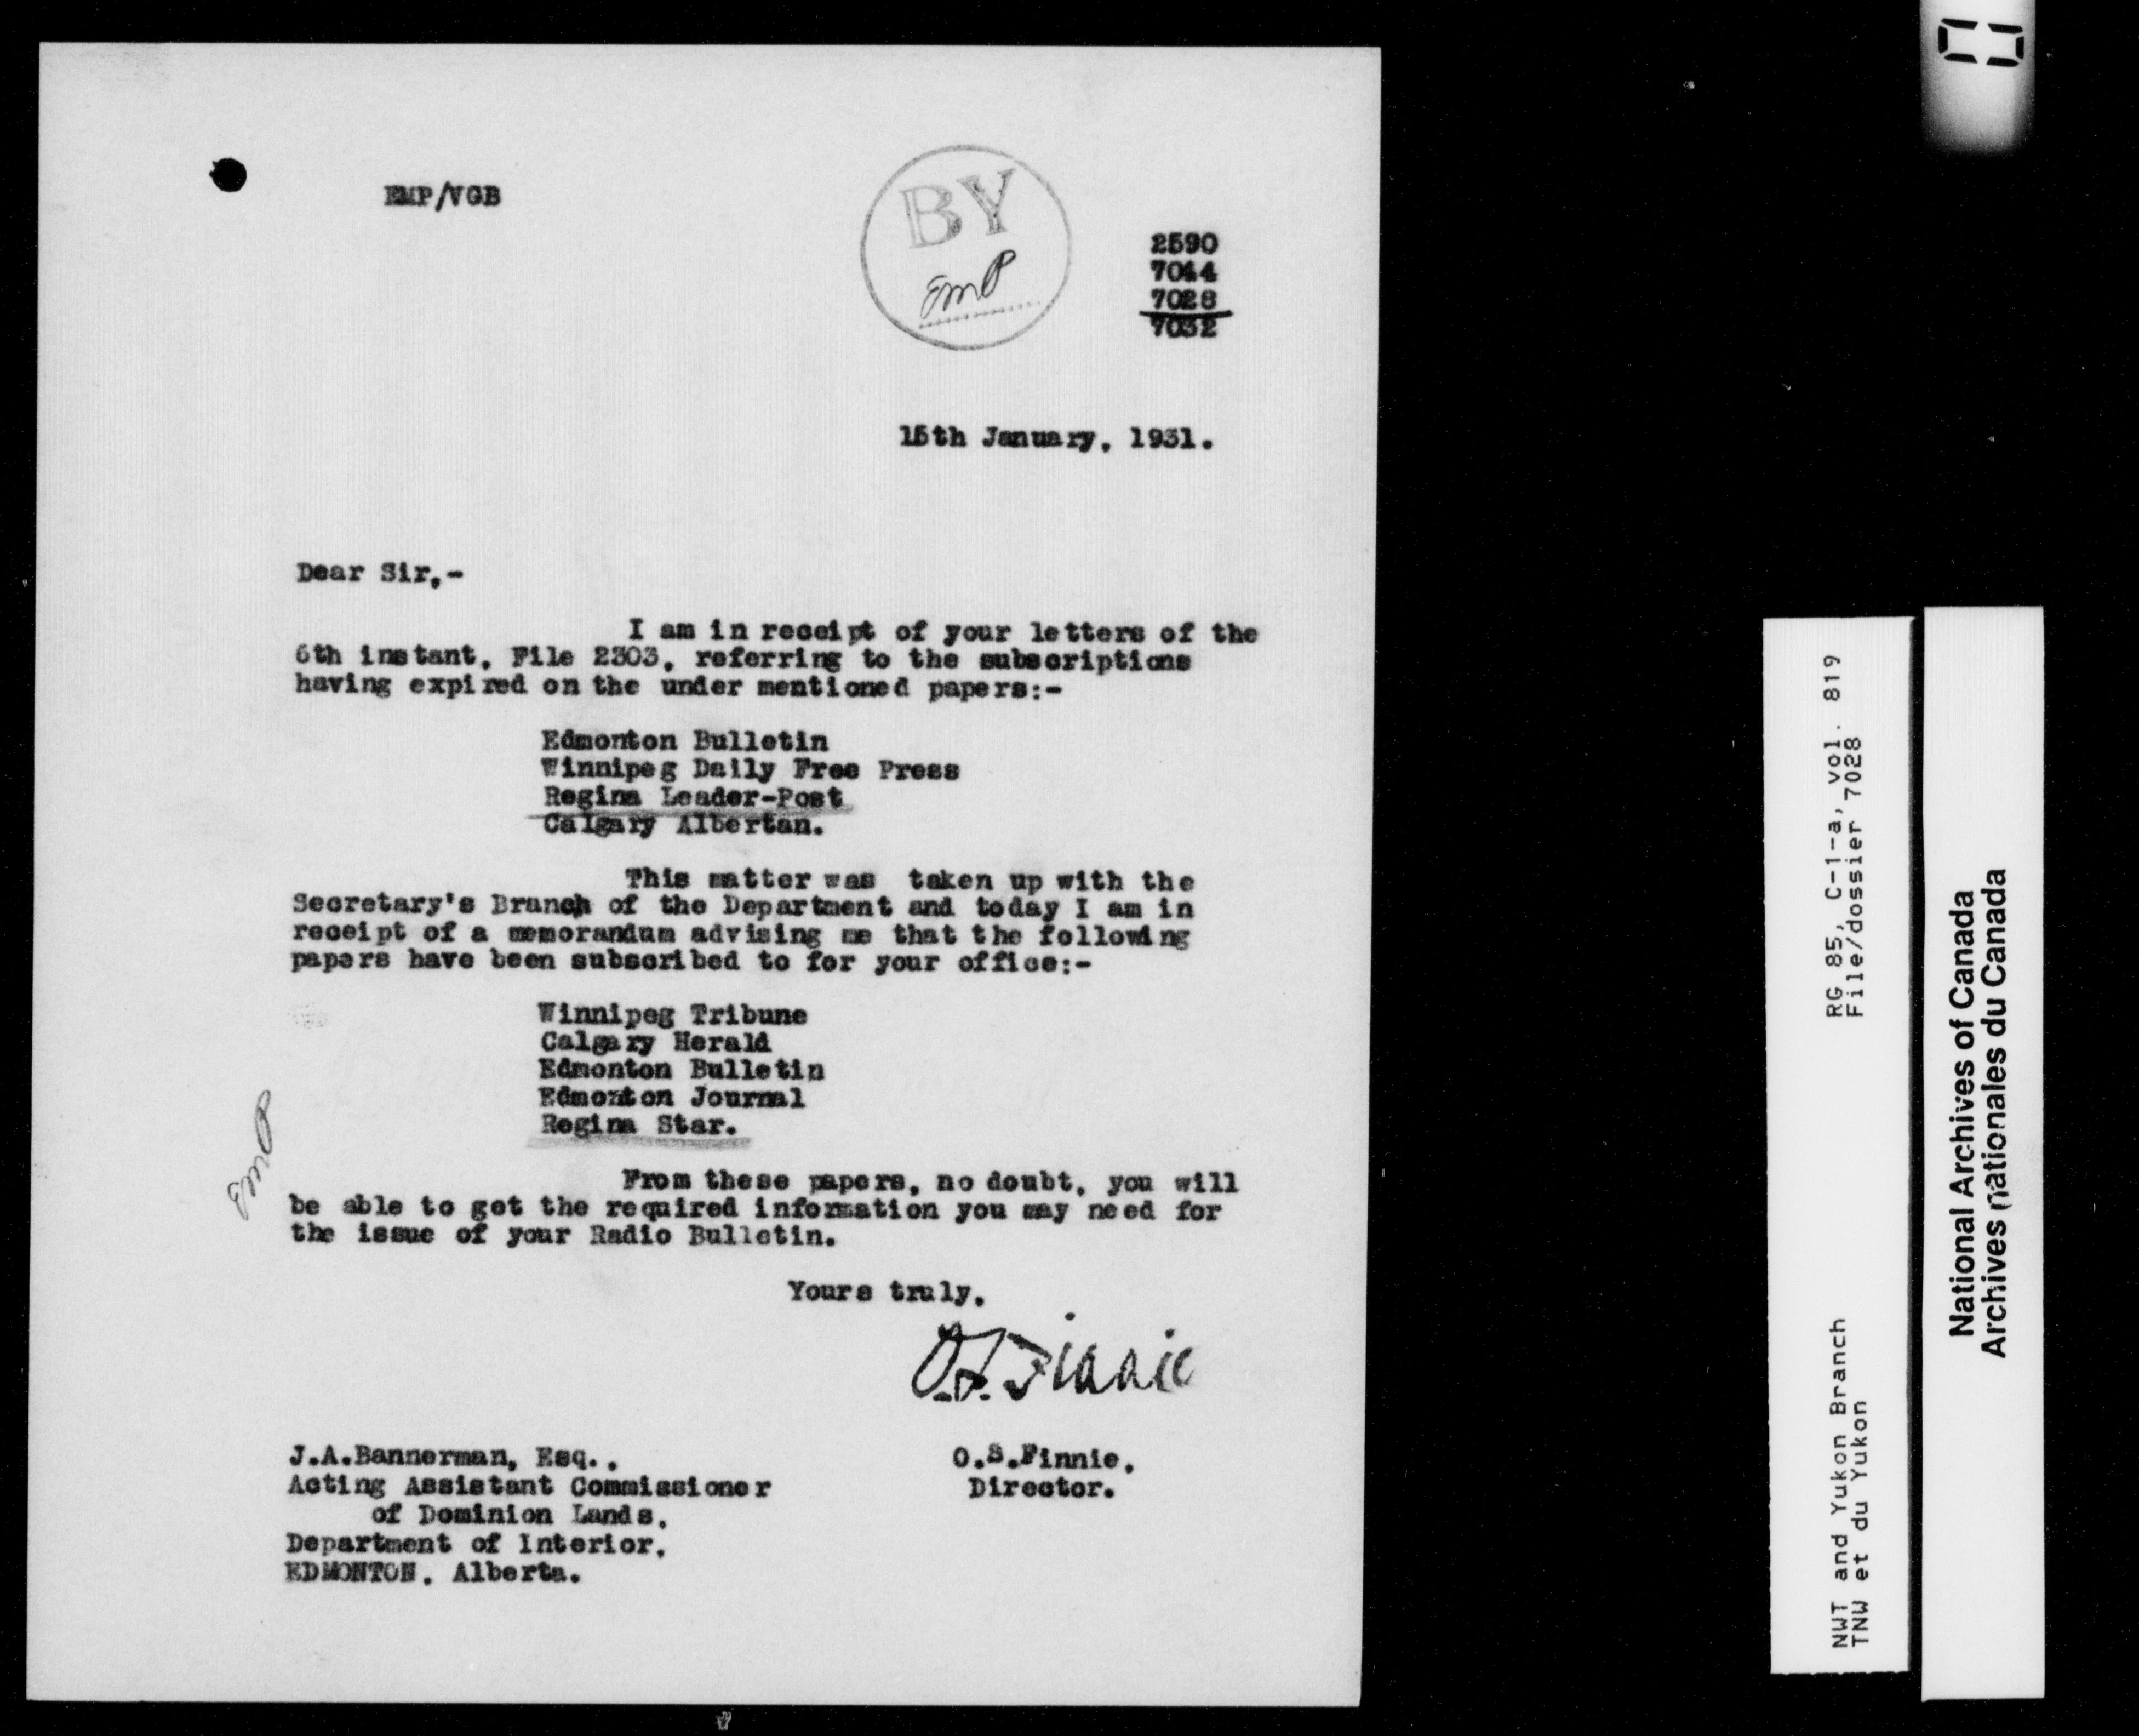 EMP/VGB
BY
EMP
2590
7044
7028
7032
15th January, 1931.
Dear Sir,-
I am in receipt of your letters of the
6th instant, File 2303, referring to the subscriptions
having expired on the under mentioned papers:-
Edmonton Bulletin
Winnipeg Daily Free Press
Regina Leader-Post
Calgary Albertan.
This matter was taken up with the
Secretary's Branch of the Department and today I am in
receipt of a memorandum advising me that the following
papers have been subscribed to for your office:-
Winnipeg Tribune
Calgary Herald
Edmonton Bulletin
Edmonton Journal
Regina Star.
EMP
From these papers, no doubt, you will
be able to get the required information you may need for
the issue of your Radio Bulletin.
Yours truly,
O.S. Finnie
O.S.Finnie,
Director.
J.A.Bannerman, Esq.,
Acting Assistant Commissioner
of Dominion Lands,
Department of Interior,
EDMONTON, Alberta.
NWT and Yukon Branch RG 85, C-1-a, vol. 819
TNW et du Yukon File/dossier 7028
National Archives of Canada
Archives nationales du Canada